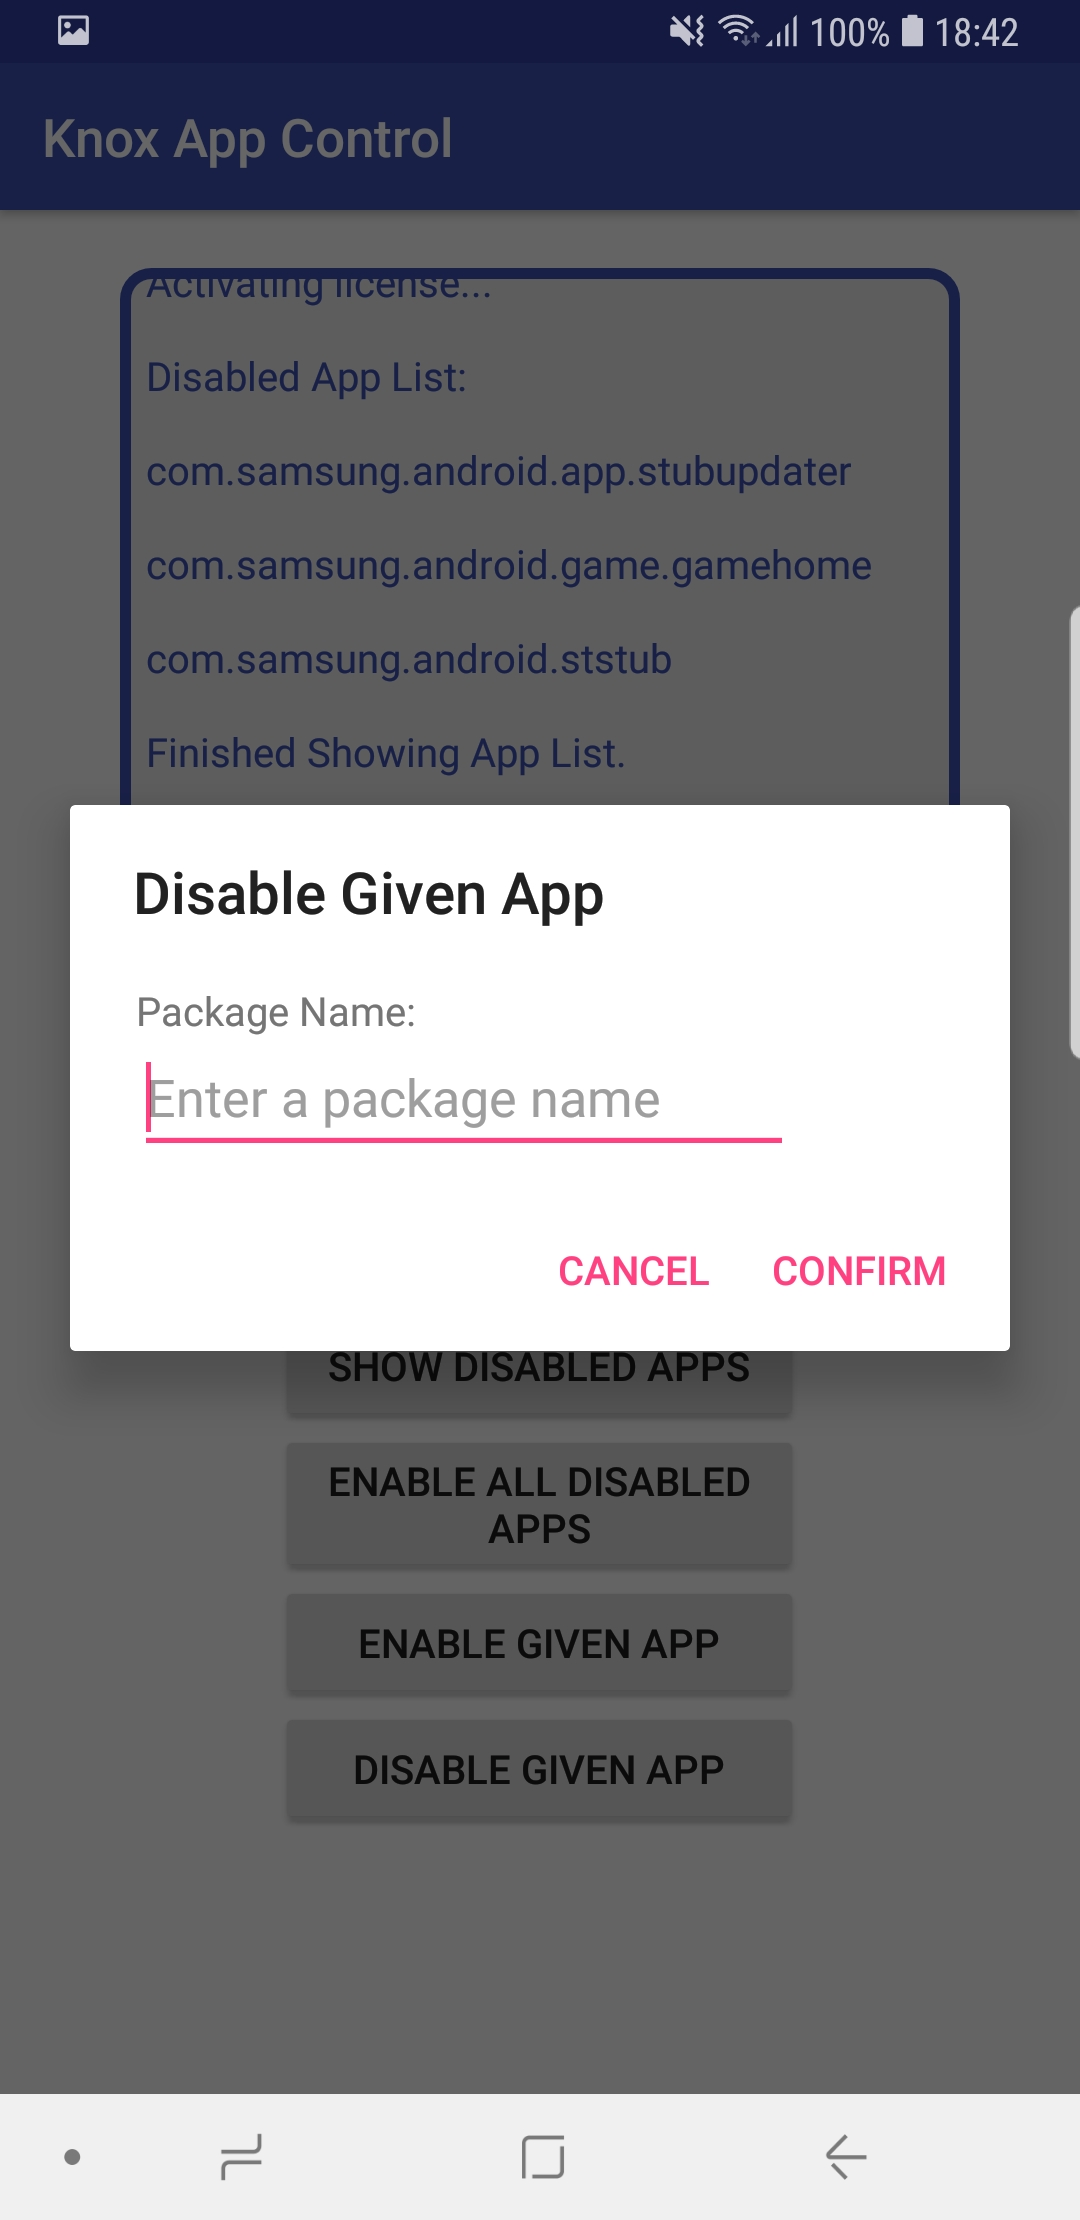 100% 18:42
Knox App Control
Activating license...
Disabled App List:
com.samsung.android.app.stubupdater
com.samsung.android.game.gamehome
com.samsung.android.ststub
Finished Showing App List.
Disable Given App
Package Name:
Enter a package name
CANCEL CONFIRM
SHOW DISABLED APPS
ENABLE ALL DISABLED
APPS
ENABLE GIVEN APP
DISABLE GIVEN APP